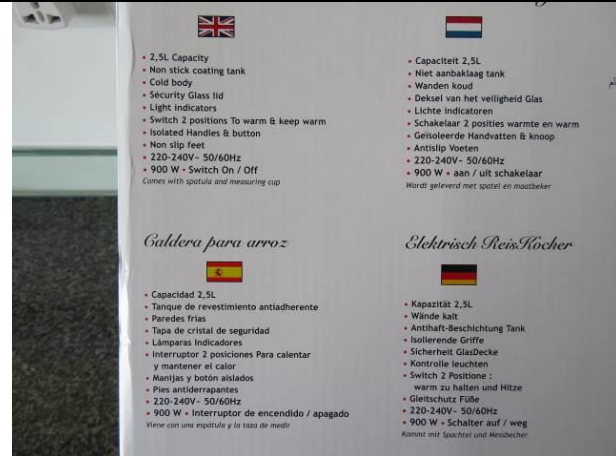 • 2,5L Capacity
• Non stick coating tank
• Cold body
• Sécurity Glass lid
• Light indicators
• Switch 2 positions To warm & keep warm
• Isolated Handles & button
• Non slip feet
• 220-240V~ 50/60Hz
• 900 W • Switch On / Off
Comes with spatula and measuring cup
• Capaciteit 2,5L
• Niet aanbaklaag tank
• Wanden koud
• Deksel van het veiligheid Glas
• Lichte indicatoren
• Schakelaar 2 posities warmte en warm
• Geïsoleerde Handvatten & knoop
• Antislip Voeten
• 220-240V~ 50/60Hz
• 900 W • aan / uit schakelaar
Wordt geleverd met spatel en maatbeker
Caldera para arroz
• Capacidad 2,5L
• Tanque de revestimiento antiadherente
• Paredes frias
• Tapa de cristal de seguridad
• Lámparas Indicadores
• Interruptor 2 posiciones Para calentar
y mantener el calor
• Manijas y botón aislados
• Pies antiderrapantes
• 220-240V~ 50/60Hz
• 900 W • Interruptor de encendido / apagado
Viene con una espátula y la taza de medir
Elektrisch ReisKocher
• Kapazität 2,5L
• Wände kalt
• Antihaft-Beschichtung Tank
• Isolierende Griffe
• Sicherheit GlasDecke
• Kontrolle leuchten
• Switch 2 Positione :
warm zu halten und Hitze
• Gleitschutz Füße
• 220-240V~ 50/60Hz
• 900 W • Schalter auf / weg
Kommt mit Spachtel und Messbecher